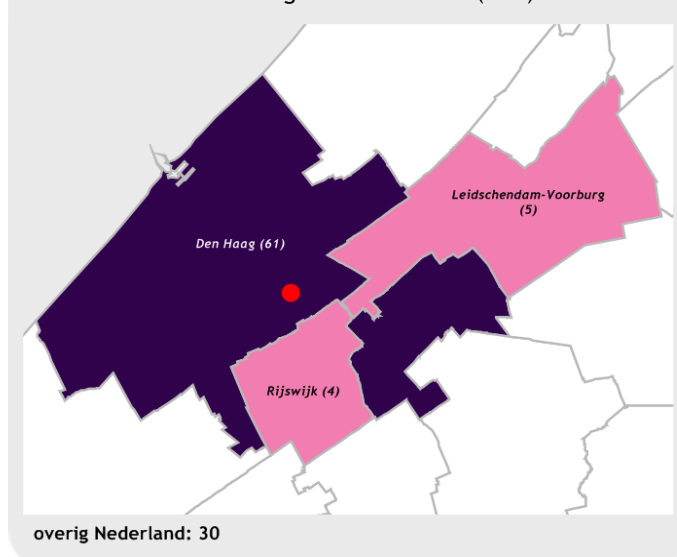 Leidschendam-Voorburg
(5)
Den Haag (61)
Rijswijk (4)
overig Nederland: 30